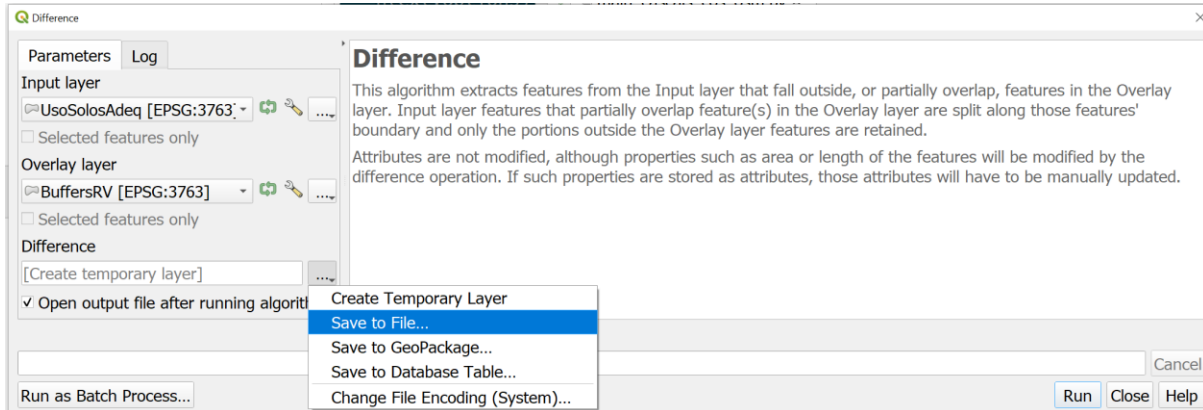 Difference
Parameters
Log
Input layer
UsoSolosAdeq [EPSG:3763]
Selected features only
Overlay layer
BuffersRV [EPSG:3763]
Selected features only
Difference
[Create temporary layer]
Open output file after running algorith
Difference
This algorithm extracts features from the Input layer that fall outside, or partially overlap, features in the Overlay
layer. Input layer features that partially overlap feature(s) in the Overlay layer are split along those features'
boundary and only the portions outside the Overlay layer features are retained.
Attributes are not modified, although properties such as area or length of the features will be modified by the
difference operation. If such properties are stored as attributes, those attributes will have to be manually updated.
Create Temporary Layer
Save to File...
Save to GeoPackage...
Save to Database Table...
Change File Encoding (System)...
Cancel
Run as Batch Process...
Run
Close
Help